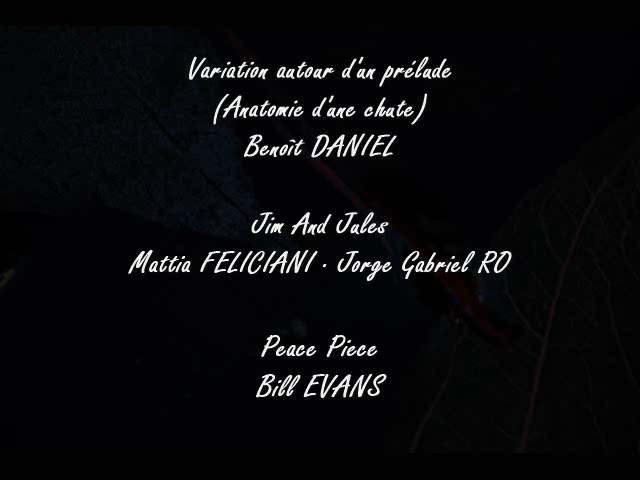 Variation autour d'un prélude
(Anatomie d'une chute)
Benoît DANIEL
Jim And Jules
Mattia FELICIANI · Jorge Gabriel RO
Peace Piece
Bill EVANS